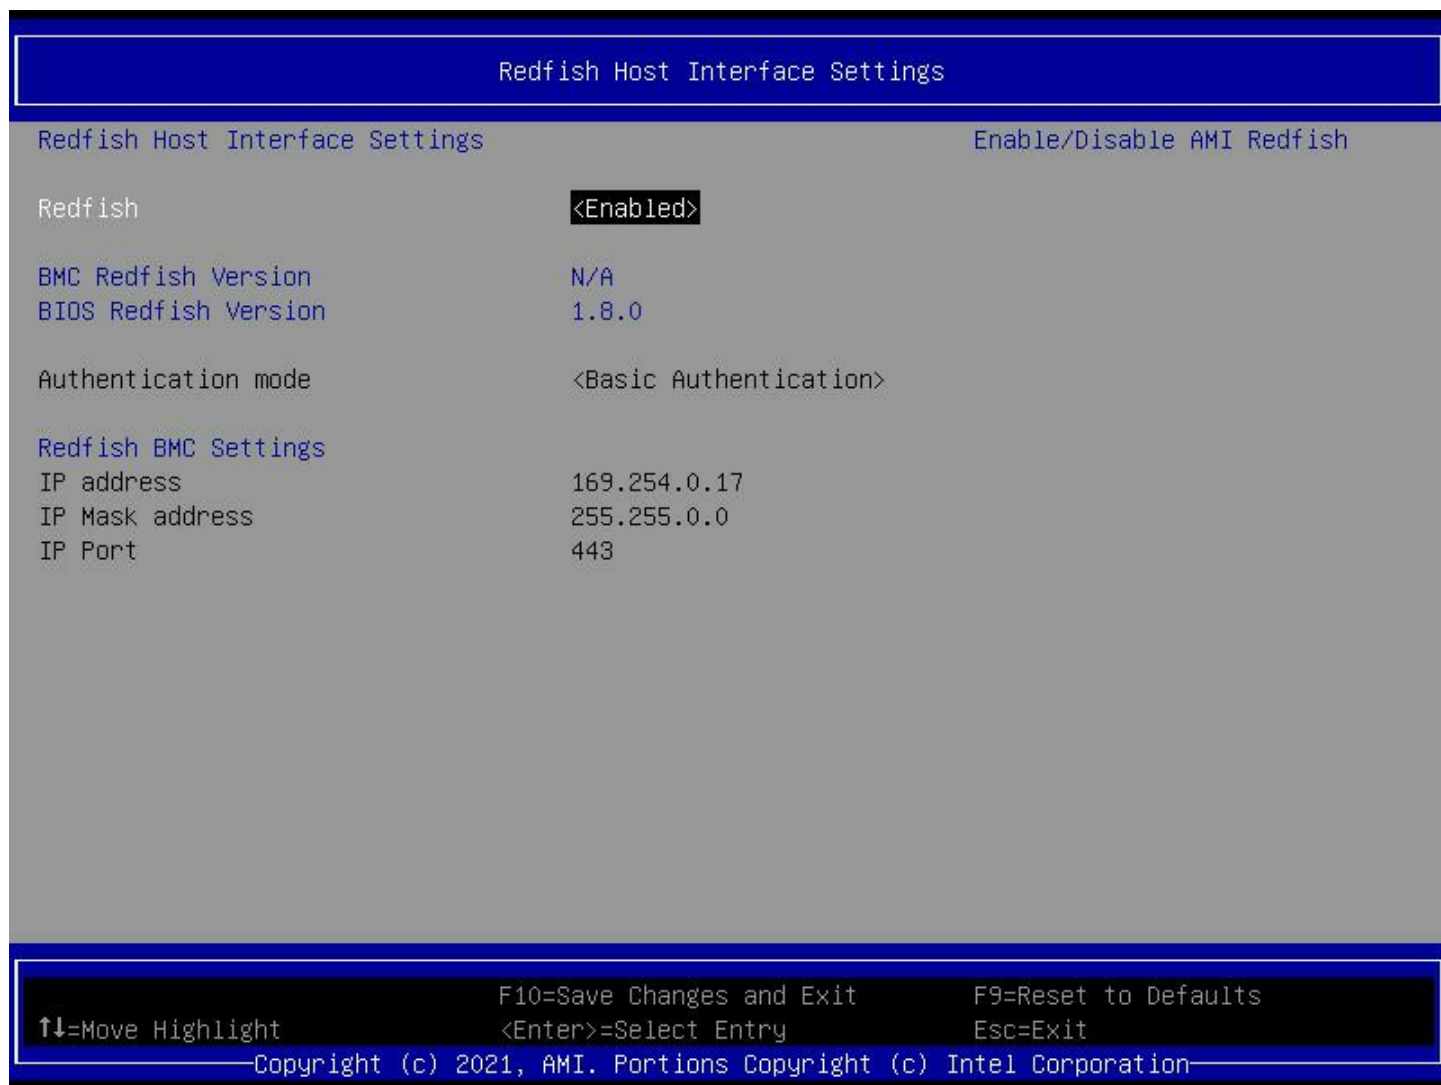 Redfish Host Interface Settings
Redfish Host Interface Settings Enable/Disable AMI Redfish
Redfish <Enabled>
BMC Redfish Version N/A
BIOS Redfish Version 1.8.0
Authentication mode <Basic Authentication>
Redfish BMC Settings
IP address 169.254.0.17
IP Mask address 255.255.0.0
IP Port 443
F10=Save Changes and Exit F9=Reset to Defaults
↑↓=Move Highlight <Enter>=Select Entry Esc=Exit
Copyright (c) 2021, AMI. Portions Copyright (c) Intel Corporation